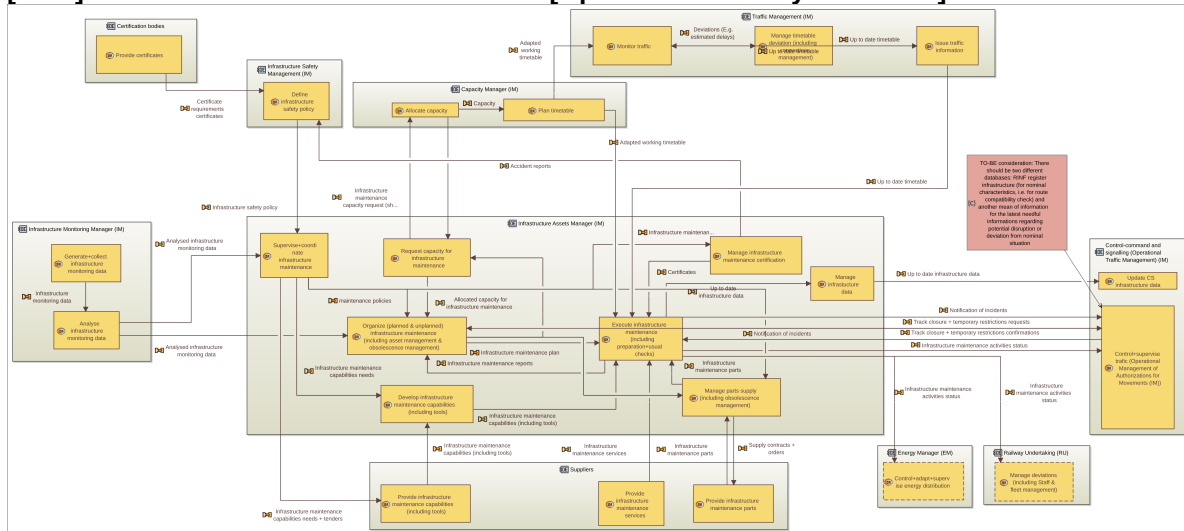 Certification bodies
Provide certificates
Certificate
requirements
certificates
Infrastructure Safety
Management (IM)
Define
infrastructure
safety policy
Capacity Manager (IM)
Allocate capacity
Capacity
Plan timetable
Adapted
working
timetable
Traffic Management (IM)
Monitor traffic
Deviations (E.g.
estimated delays)
Manage timetable
deviation (including
management)
Up to date timetable
Up to date timetable
Issue traffic
information
Adapted working timetable
Accident reports
Up to date timetable
Infrastructure
maintenance
capacity request (sh...
Infrastructure safety policy
TO-BE consideration: There
should be two different
databases: RINF register
infrastructure (for nominal
characteristics, i.e. for route
compatibility check) and
another mean of information
for the latest needful
informations regarding
potential disruption or
deviation from nominal
situation
Infrastructure Monitoring Manager (IM)
Generate+collect
infrastructure
monitoring data
Infrastructure
monitoring data
Analyse
infrastructure
monitoring data
Analysed infrastructure
monitoring data
Analysed infrastructure
monitoring data
Infrastructure Assets Manager (IM)
Supervise+coordi
nate
infrastructure
maintenance
Request capacity for
infrastructure
maintenance
Infrastructure maintenan...
Manage infrastructure
maintenance certification
Certificates
Manage
infrastucture
data
Up to date
infrastructure data
Up to date infrastructure data
maintenance policies
Allocated capacity for
infrastructure maintenance
Organize (planned & unplanned)
infrastructure maintenance
(including asset management &
obsolescence management)
Execute infrastructure
maintenance
(including
preparation+usual
checks)
Notification of incidents
Infrastructure maintenance plan
Infrastructure maintenance reports
Infrastructure
maintenance parts
Infrastructure maintenance
capabilities needs
Develop infrastructure
maintenance capabilities
(including tools)
Infrastructure maintenance
capabilities (including tools)
Manage parts supply
(including obsolescence
management)
Control-command and
signalling (Operational
Traffic Management) (IM)
Update CS
infrastructure data
Notification of incidents
Track closure + temporary restrictions requests
Track closure + temporary restrictions confirmations
Infrastructure maintenance activities status
Control+supervise
trafic (Operational
Management of
Authorizations for
Movements (IM))
Infrastructure maintenance
activities status
Infrastructure
maintenance activities
status
Infrastructure maintenance
capabilities (including tools)
Infrastructure
maintenance services
Infrastructure
maintenance parts
Supply contracts +
orders
Suppliers
Provide infrastructure
maintenance capabilities
(including tools)
Provide
infrastructure
maintenance
services
Provide infrastructure
maintenance parts
Infrastructure maintenance
capabilities needs + tenders
Energy Manager (EM)
Control+adapt+superv
ise energy distribution
Railway Undertaking (RU)
Manage deviations
(including Staff &
fleet management)